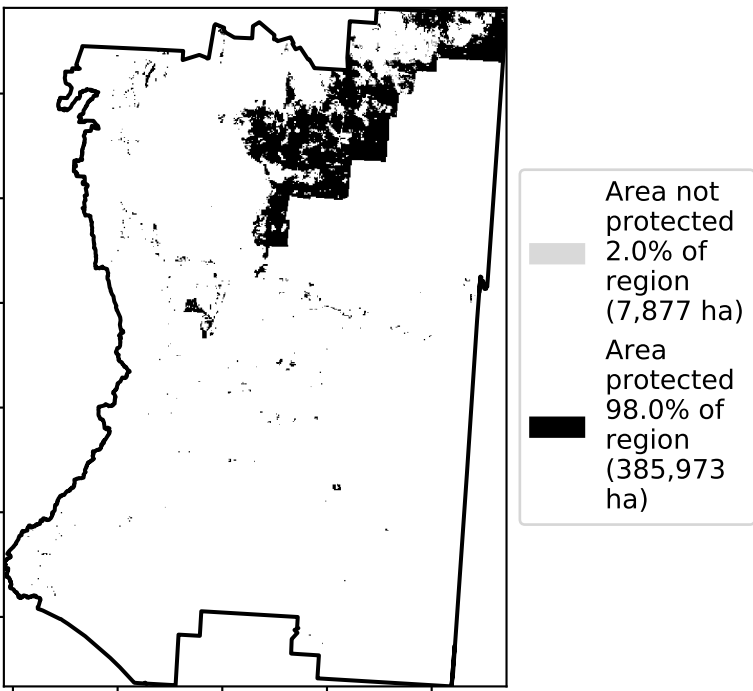 Area not
protected
2.0% of
region
(7,877 ha)
Area
protected
98.0% of
region
(385,973
ha)